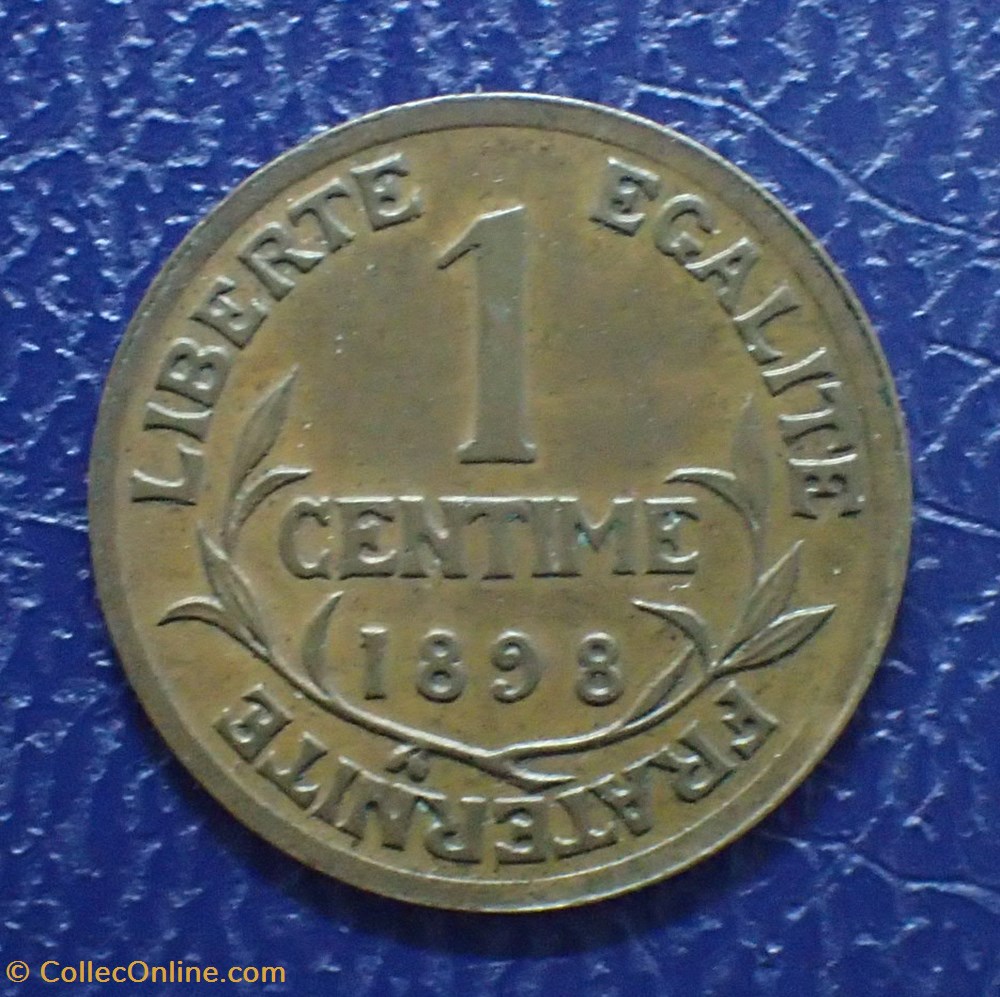 LIBERTE EGALITE
1
CENTIME
1898
FRATERNITE
© CollecOnline.com